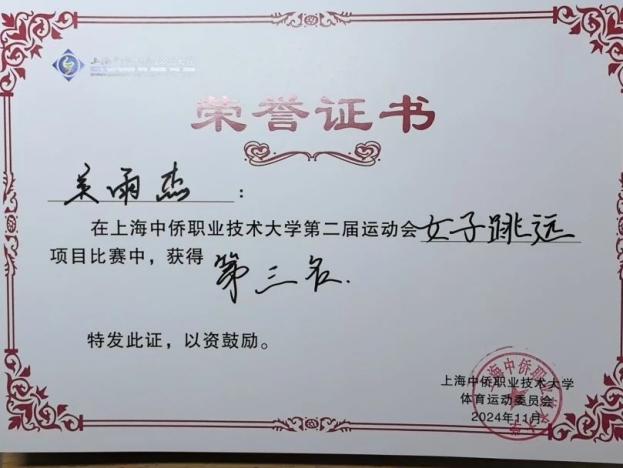 荣誉证书
吴雨杰：
在上海中侨职业技术大学第二届运动会女子跳远
项目比赛中，获得第三名.
特发此证，以资鼓励。
上海中侨职业技术大学
体育运动委员会
2024年11月